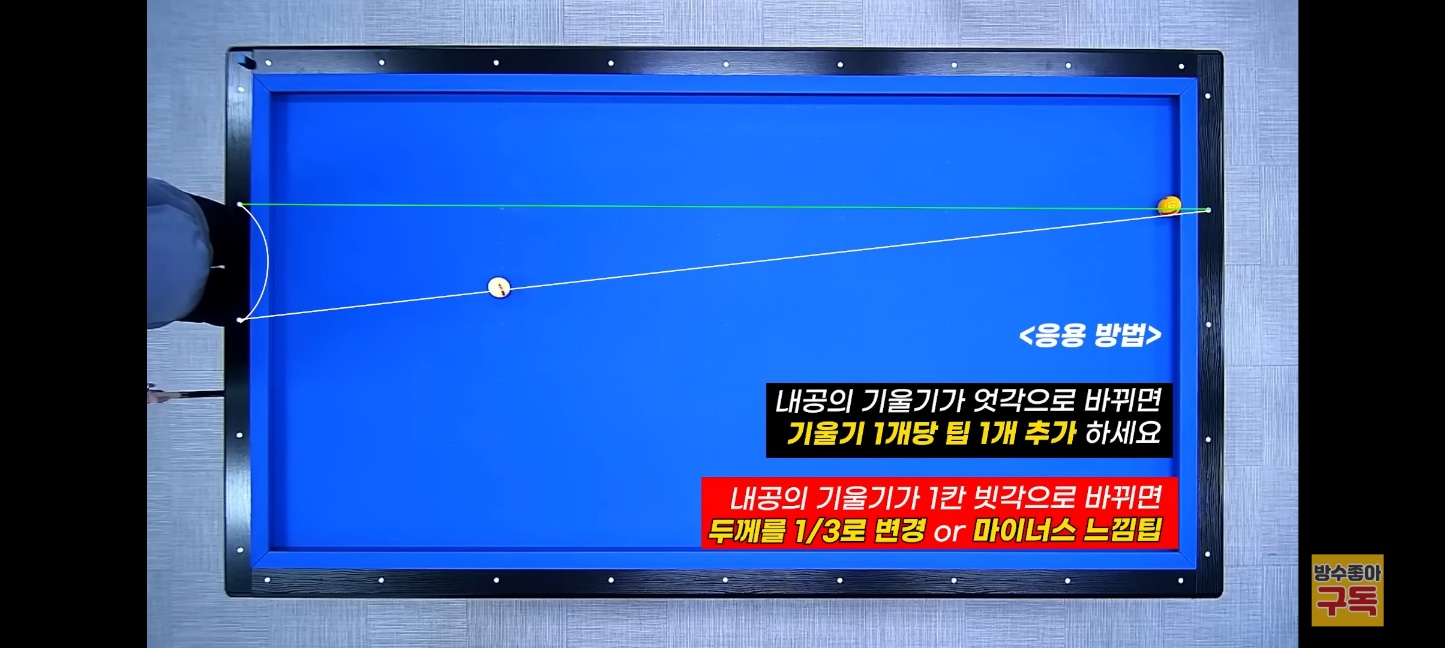 <응용 방법>
내공의 기울기가 엇각으로 바뀌면
기울기 1개당 팁 1개 추가 하세요
내공의 기울기가 1칸 빗각으로 바뀌면
두께를 1/3로 변경 or 마이너스 느낌팁
방수좋아
구독